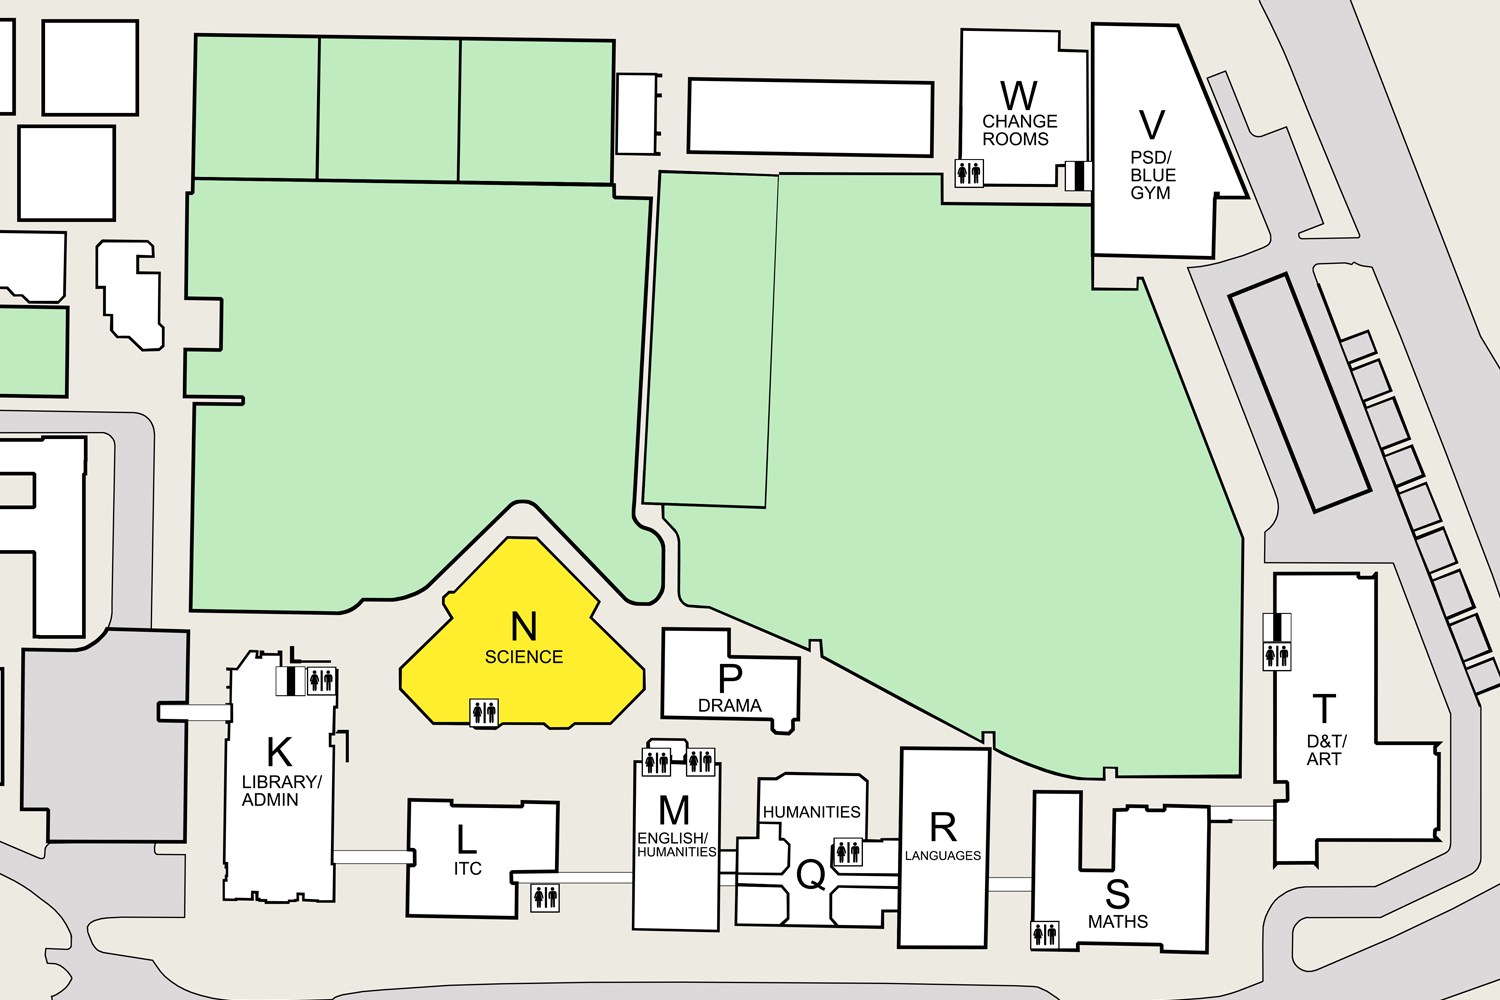 W
CHANGE
ROOMS
V
PSD/
BLUE
GYM
N
SCIENCE
P
DRAMA
K
LIBRARY/
ADMIN
T
D&T/
ART
L
ITC
M
ENGLISH/
HUMANITIES
HUMANITIES
Q
R
LANGUAGES
S
MATHS